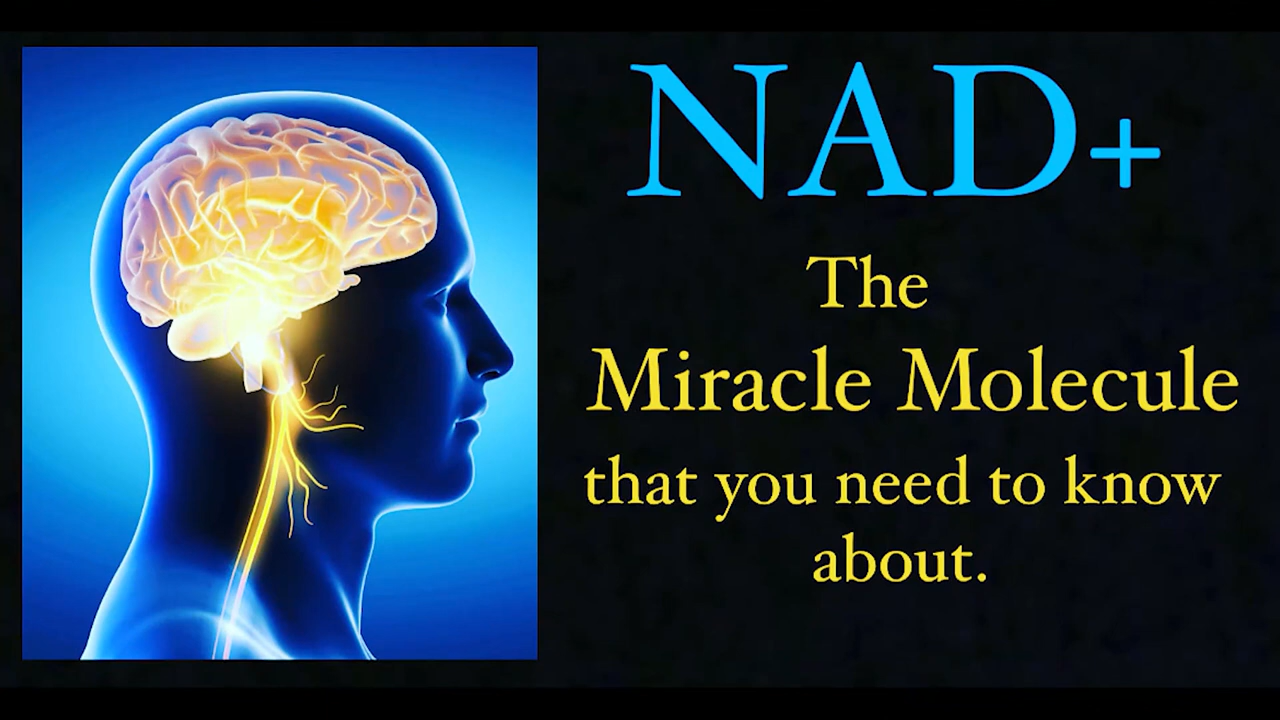 NAD+
The
Miracle Molecule
that you need to know
about.